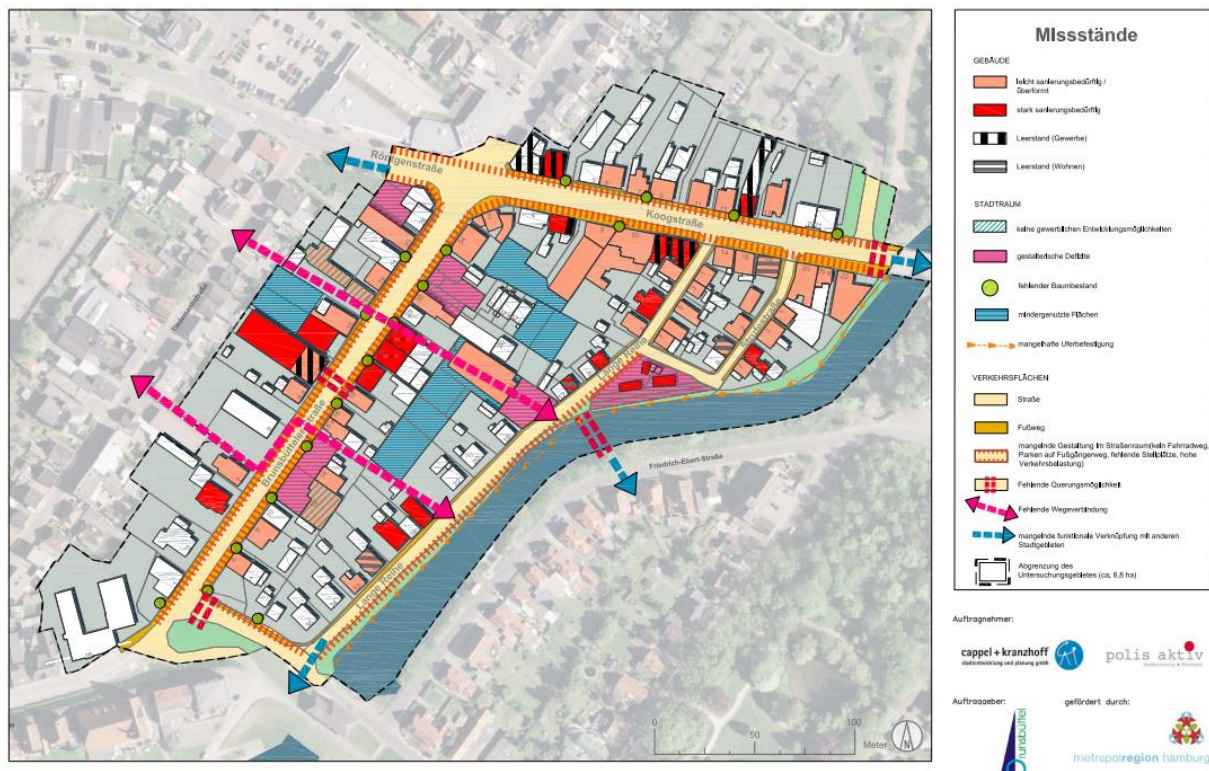 MIssstände
GEBÄUDE
leicht sanierungsbedürftig /
überformt
stark sanierungsbedürftig
Leerstand (Gewerbe)
Leerstand (Wohnen)
STADTRAUM
keine gewerblichen Entwicklungsmöglichkeiten
gestalterische Defizite
fehlender Baumbestand
mindergenutzte Flächen
mangelhafte Uferbefestigung
VERKEHRSFLÄCHEN
Straße
Fußweg
mangelnde Gestaltung im Straßenraum(kein Fahrradweg,
Parken auf Fußgängerweg, fehlende Stellplätze, hohe
Verkehrsbelastung)
Fehlende Querungsmöglichkeit
Fehlende Wegeverbindung
mangelnde funktionale Verknüpfung mit anderen
Stadtgebieten
Abgrenzung des
Untersuchungsgebietes (ca. 6,8 ha)
Röntgenstraße
Koogstraße
Brunsbütteler Straße
Lange Reihe
Friedrich-Ebert-Straße
0 50 100
Meter
N
Auftragnehmer:
cappel + kranzhoff
stadtentwicklung und planung gmbh
polis aktiv
Auftraggeber:
gefördert durch:
metropolregion hamburg